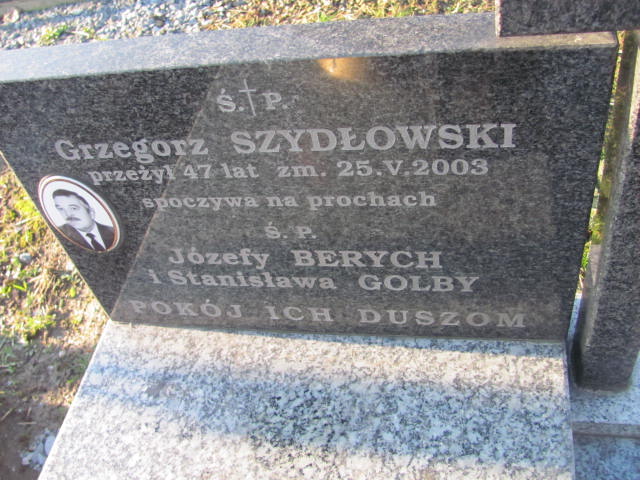 Ś.†P.
Grzegorz SZYDŁOWSKI
przeżył 47 lat zm. 25.V.2003
spoczywa na prochach
Ś. P.
Józefy BERYCH
i Stanisława GOLBY
POKÓJ ICH DUSZOM